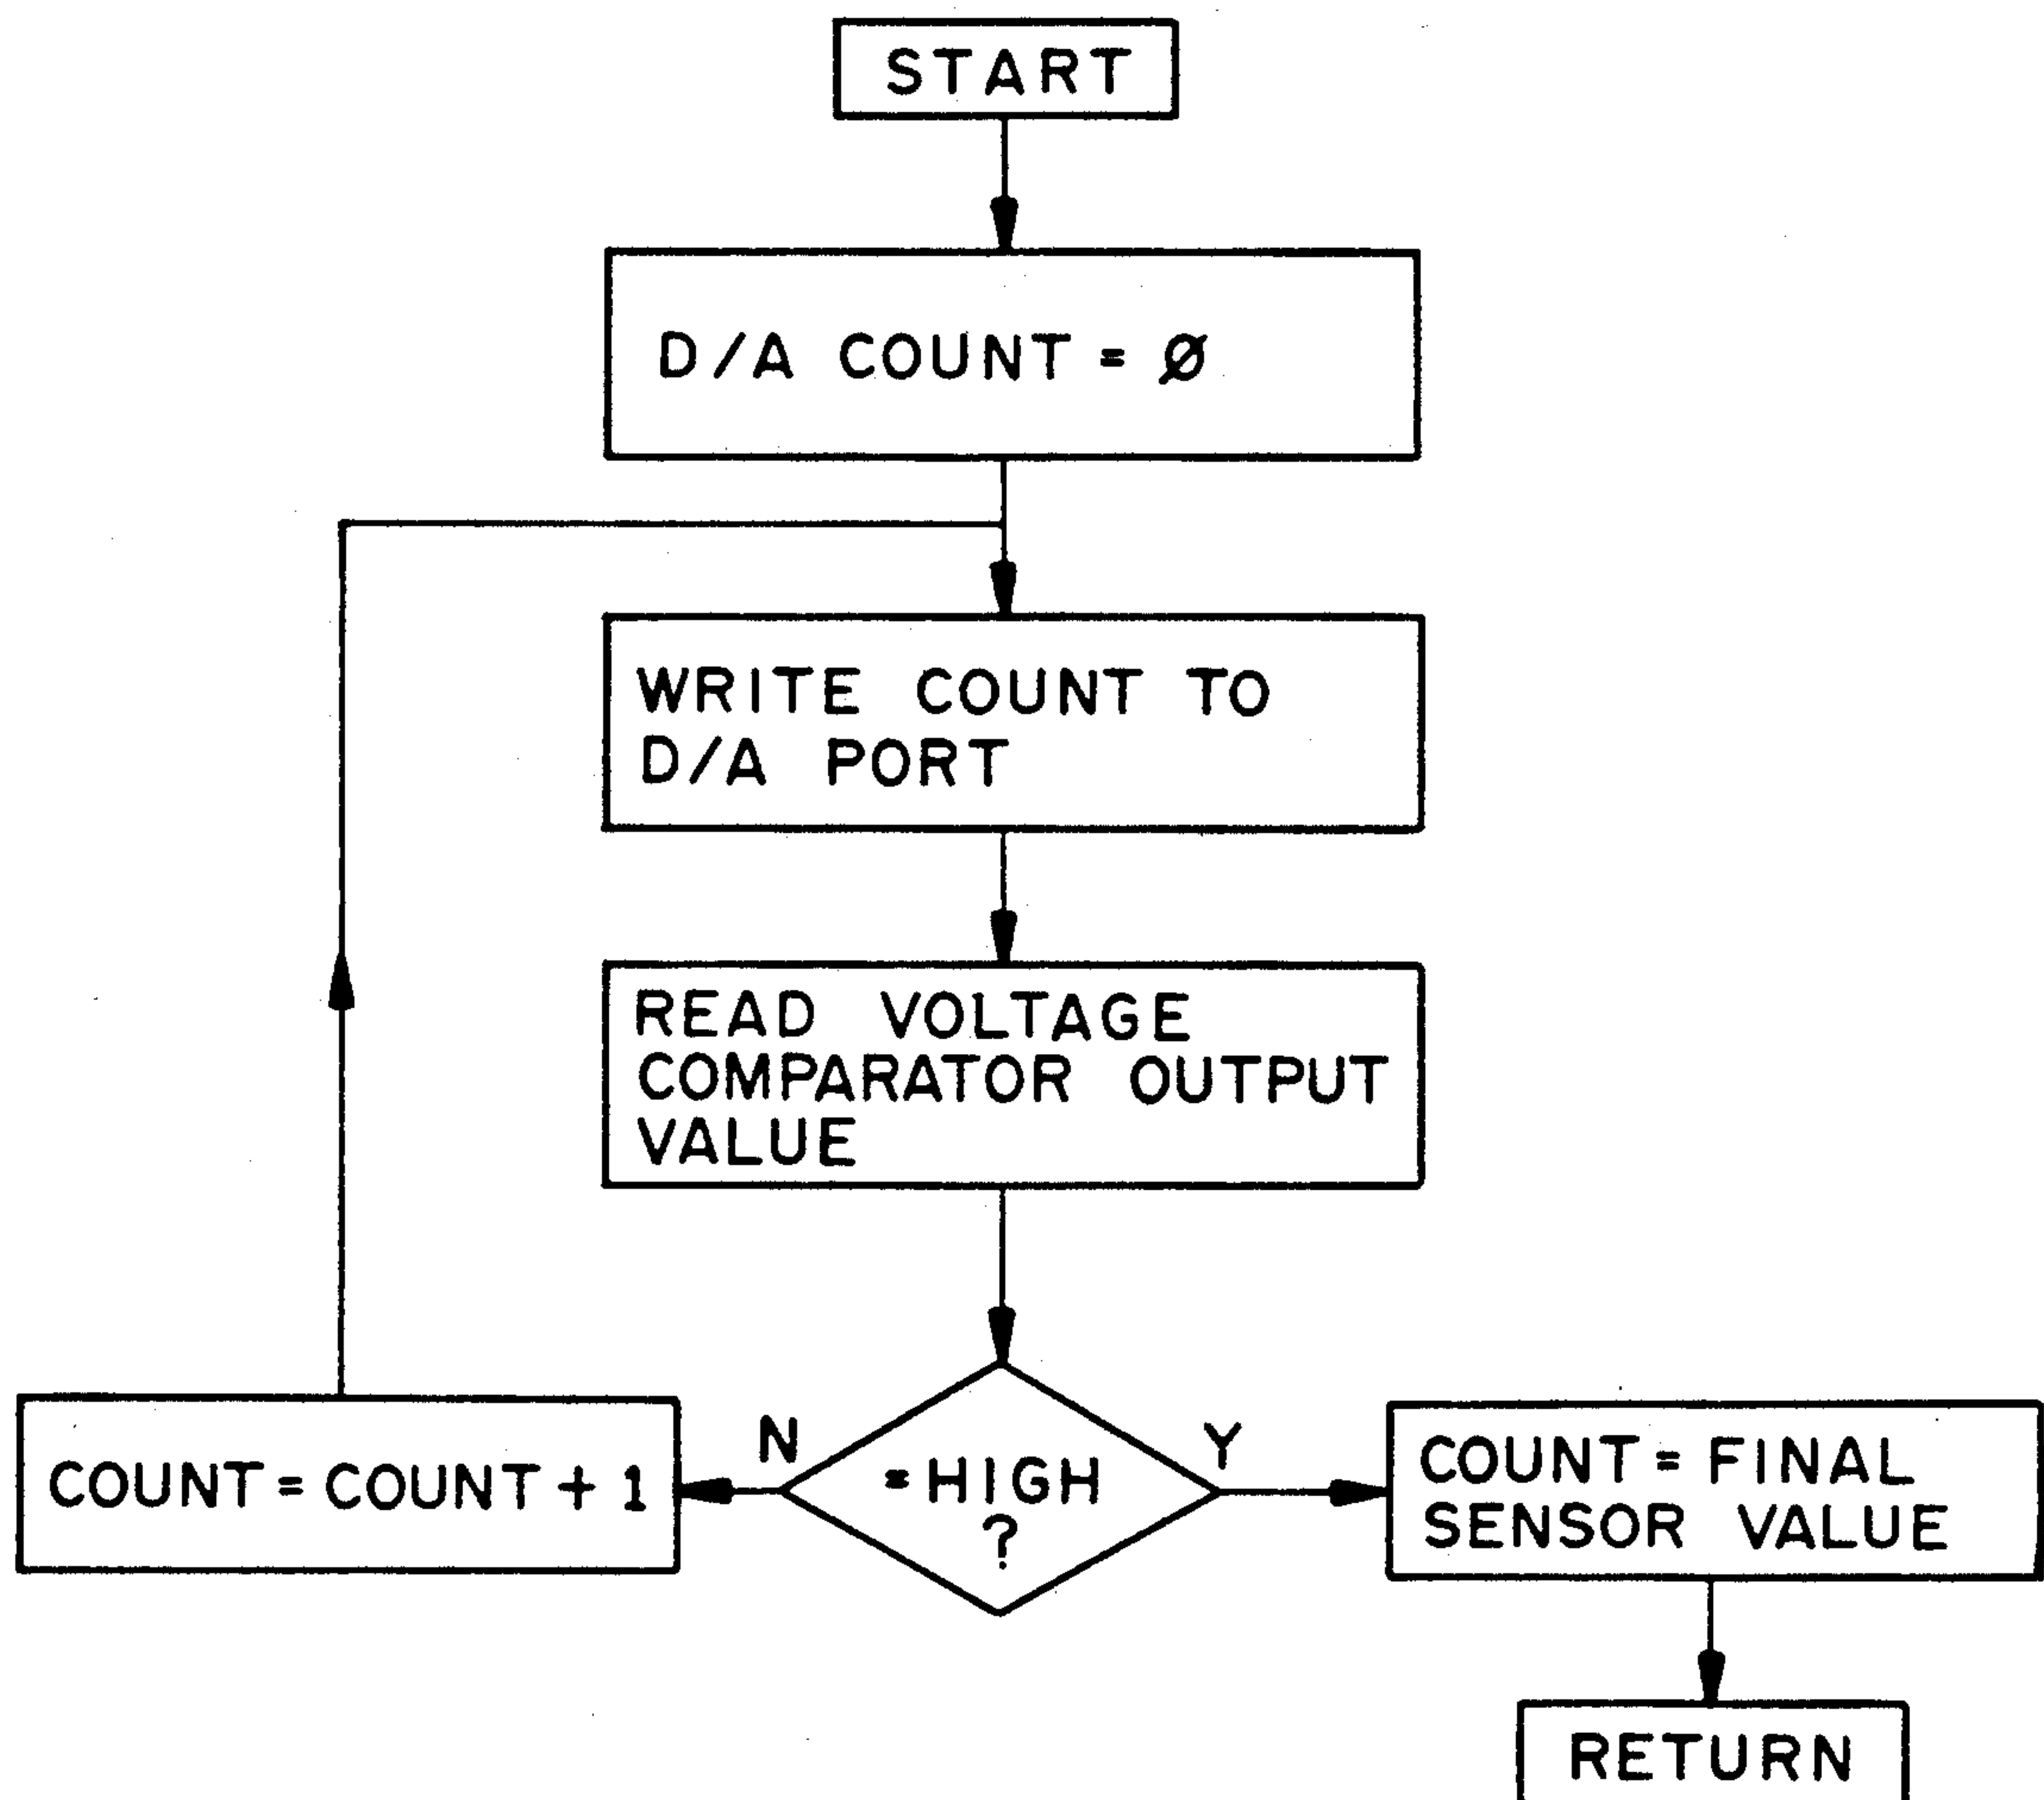 START
D/A COUNT = Ø
WRITE COUNT TO
D/A PORT
READ VOLTAGE
COMPARATOR OUTPUT
VALUE
N
Y
COUNT = COUNT + 1
= HIGH
?
COUNT = FINAL
SENSOR VALUE
RETURN